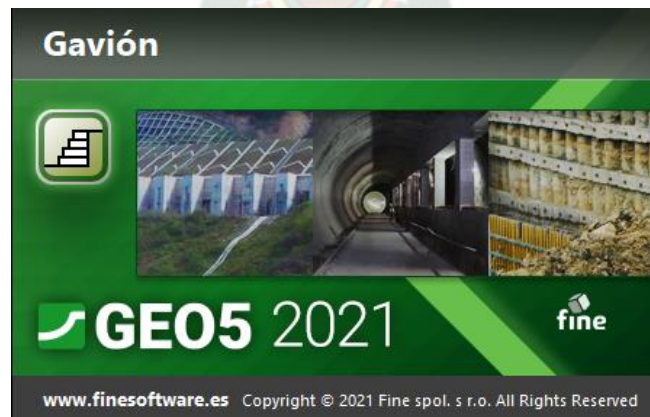 Gavión
GEO5 2021
fine
www.finesoftware.es Copyright © 2021 Fine spol. s r.o. All Rights Reserved